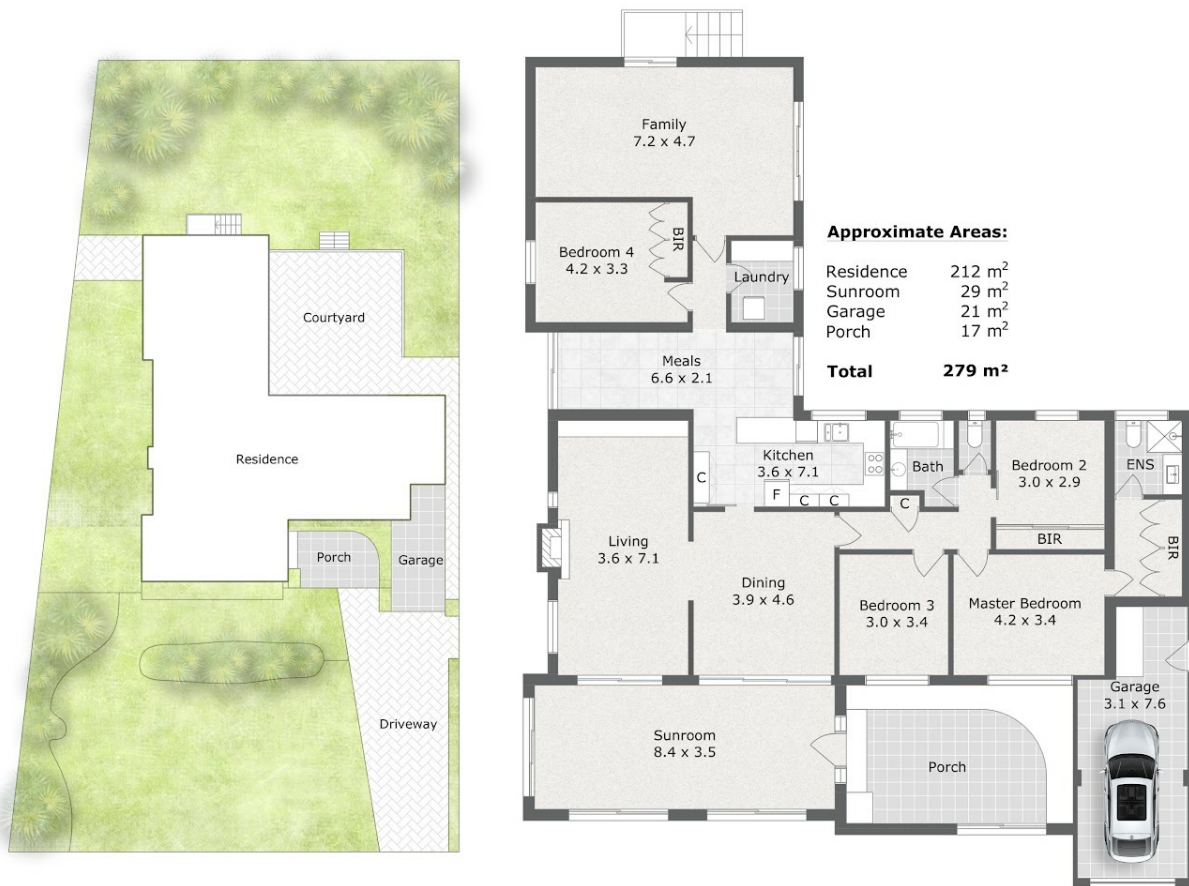 Courtyard
Residence
Porch
Garage
Driveway
Family
7.2 x 4.7
Bedroom 4
4.2 x 3.3
BIR
Laundry
Meals
6.6 x 2.1
Kitchen
3.6 x 7.1
C
F
C
C
Bath
C
Bedroom 2
3.0 x 2.9
BIR
ENS
BIR
Living
3.6 x 7.1
Dining
3.9 x 4.6
Bedroom 3
3.0 x 3.4
Master Bedroom
4.2 x 3.4
Garage
3.1 x 7.6
Sunroom
8.4 x 3.5
Porch
Approximate Areas:
Residence 212 m²
Sunroom 29 m²
Garage 21 m²
Porch 17 m²
Total 279 m²